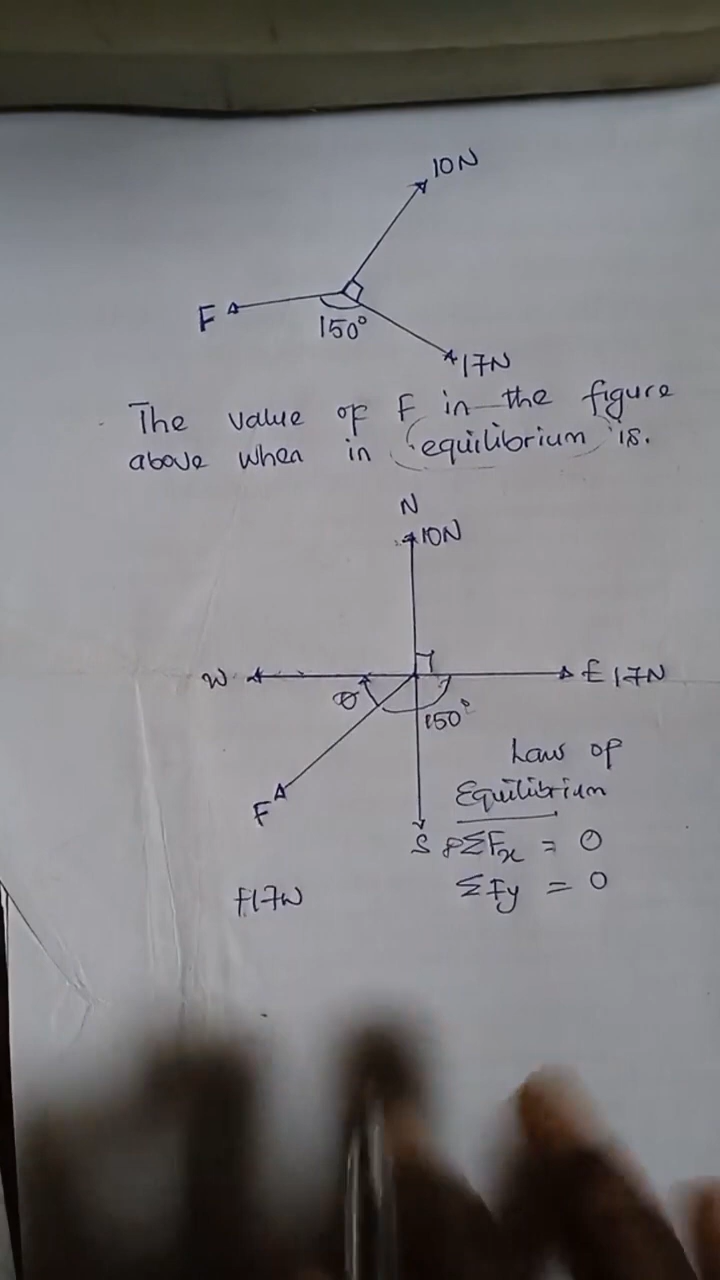 10N
F
150°
17N
The value of F in the figure
above when in equilibrium is.
N
10N
W
E 17N
θ
150°
Law of
Equilibrium
F
S
ΣFx = 0
ΣFy = 0